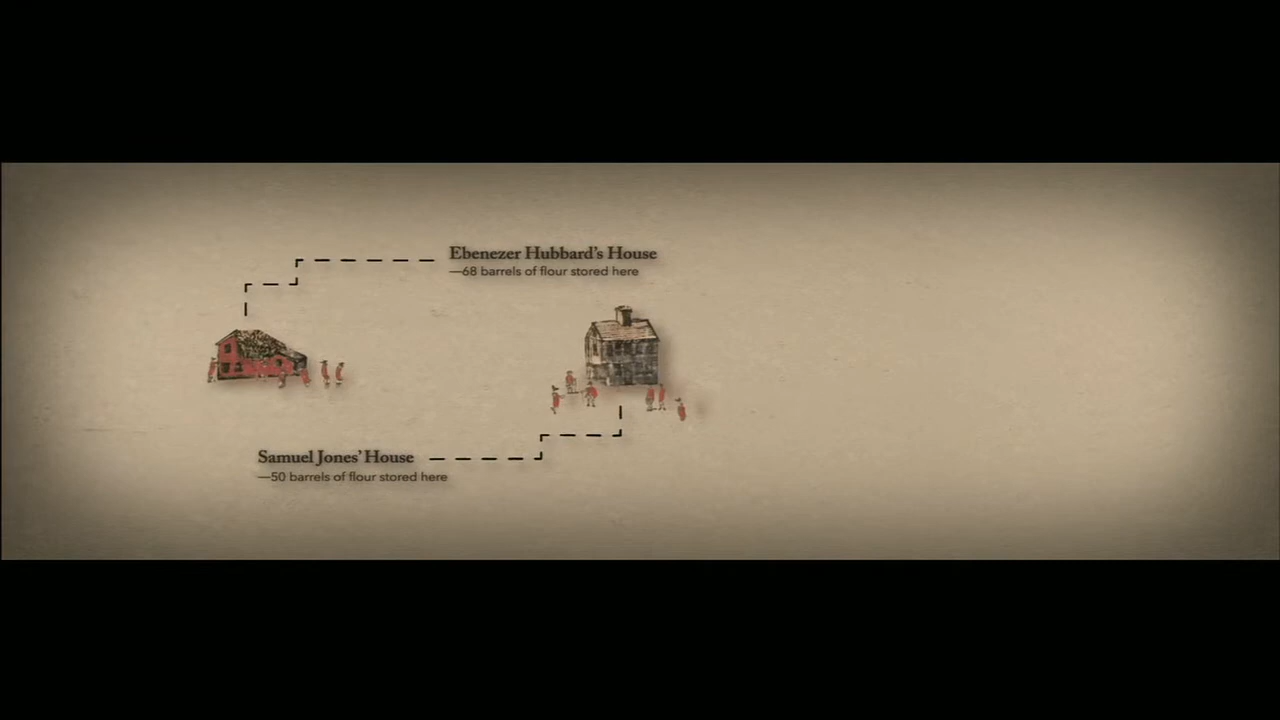 Ebenezer Hubbard's House
—68 barrels of flour stored here
Samuel Jones' House
—50 barrels of flour stored here